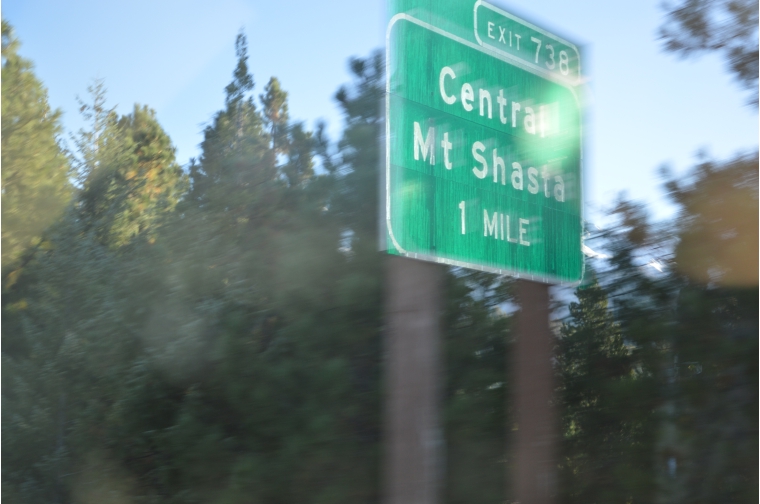 EXIT 738
Central
Mt Shasta
1 MILE